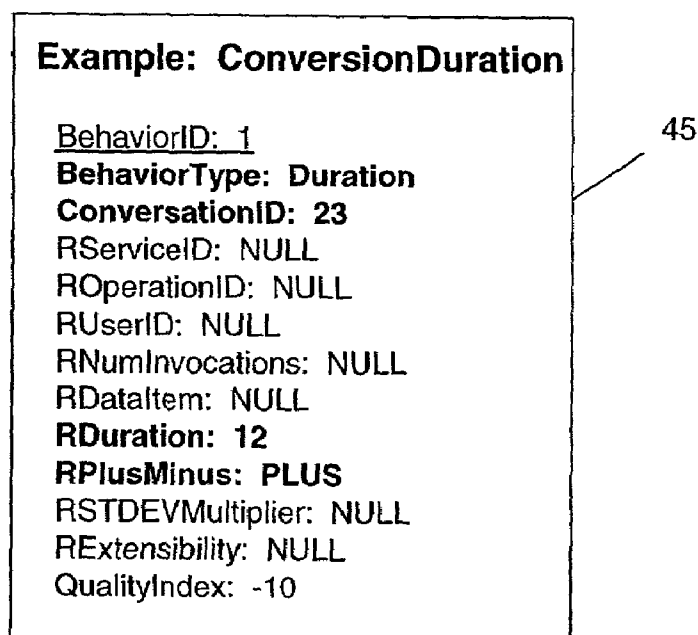 Example: ConversionDuration
45
BehaviorID: 1
BehaviorType: Duration
ConversationID: 23
RServiceID: NULL
ROperationID: NULL
RUserID: NULL
RNumInvocations: NULL
RDataItem: NULL
RDuration: 12
RPlusMinus: PLUS
RSTDEVMultiplier: NULL
RExtensibility: NULL
QualityIndex: -10